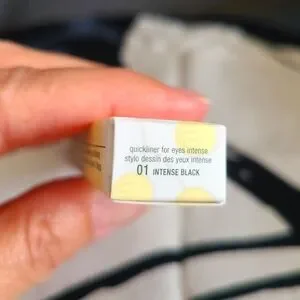 quickliner for eyes intense
stylo dessin des yeux intense
01 INTENSE BLACK